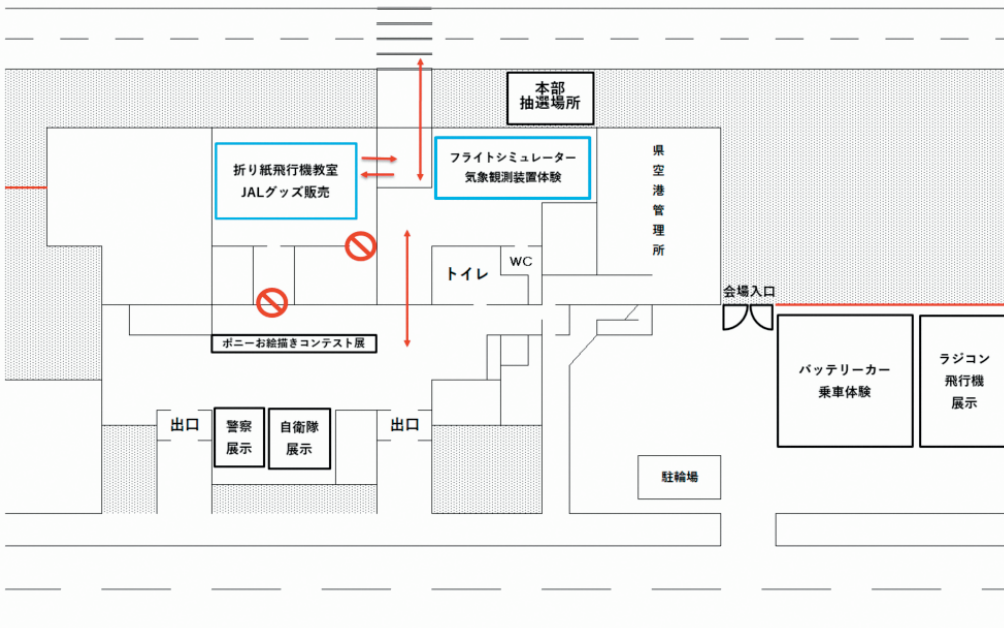 本部
抽選場所
折り紙飛行機教室
JALグッズ販売
フライトシミュレーター
気象観測装置体験
県空港管理所
トイレ
WC
会場入口
ポニーお絵描きコンテスト展
バッテリーカー
乗車体験
ラジコン
飛行機
展示
出口
警察
展示
自衛隊
展示
出口
駐輪場